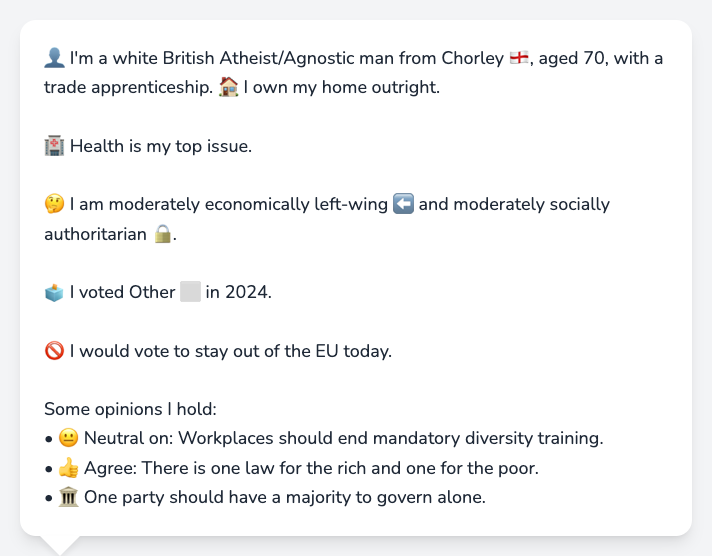 👤 I'm a white British Atheist/Agnostic man from Chorley 🏴󠁧󠁢󠁥󠁮󠁧󠁿, aged 70, with a
trade apprenticeship. 🏠 I own my home outright.
🏥 Health is my top issue.
🤔 I am moderately economically left-wing ⬅️ and moderately socially
authoritarian 🔒.
🗳️ I voted Other ⬜ in 2024.
🚫 I would vote to stay out of the EU today.
Some opinions I hold:
• 😐 Neutral on: Workplaces should end mandatory diversity training.
• 👍 Agree: There is one law for the rich and one for the poor.
• 🏛️ One party should have a majority to govern alone.